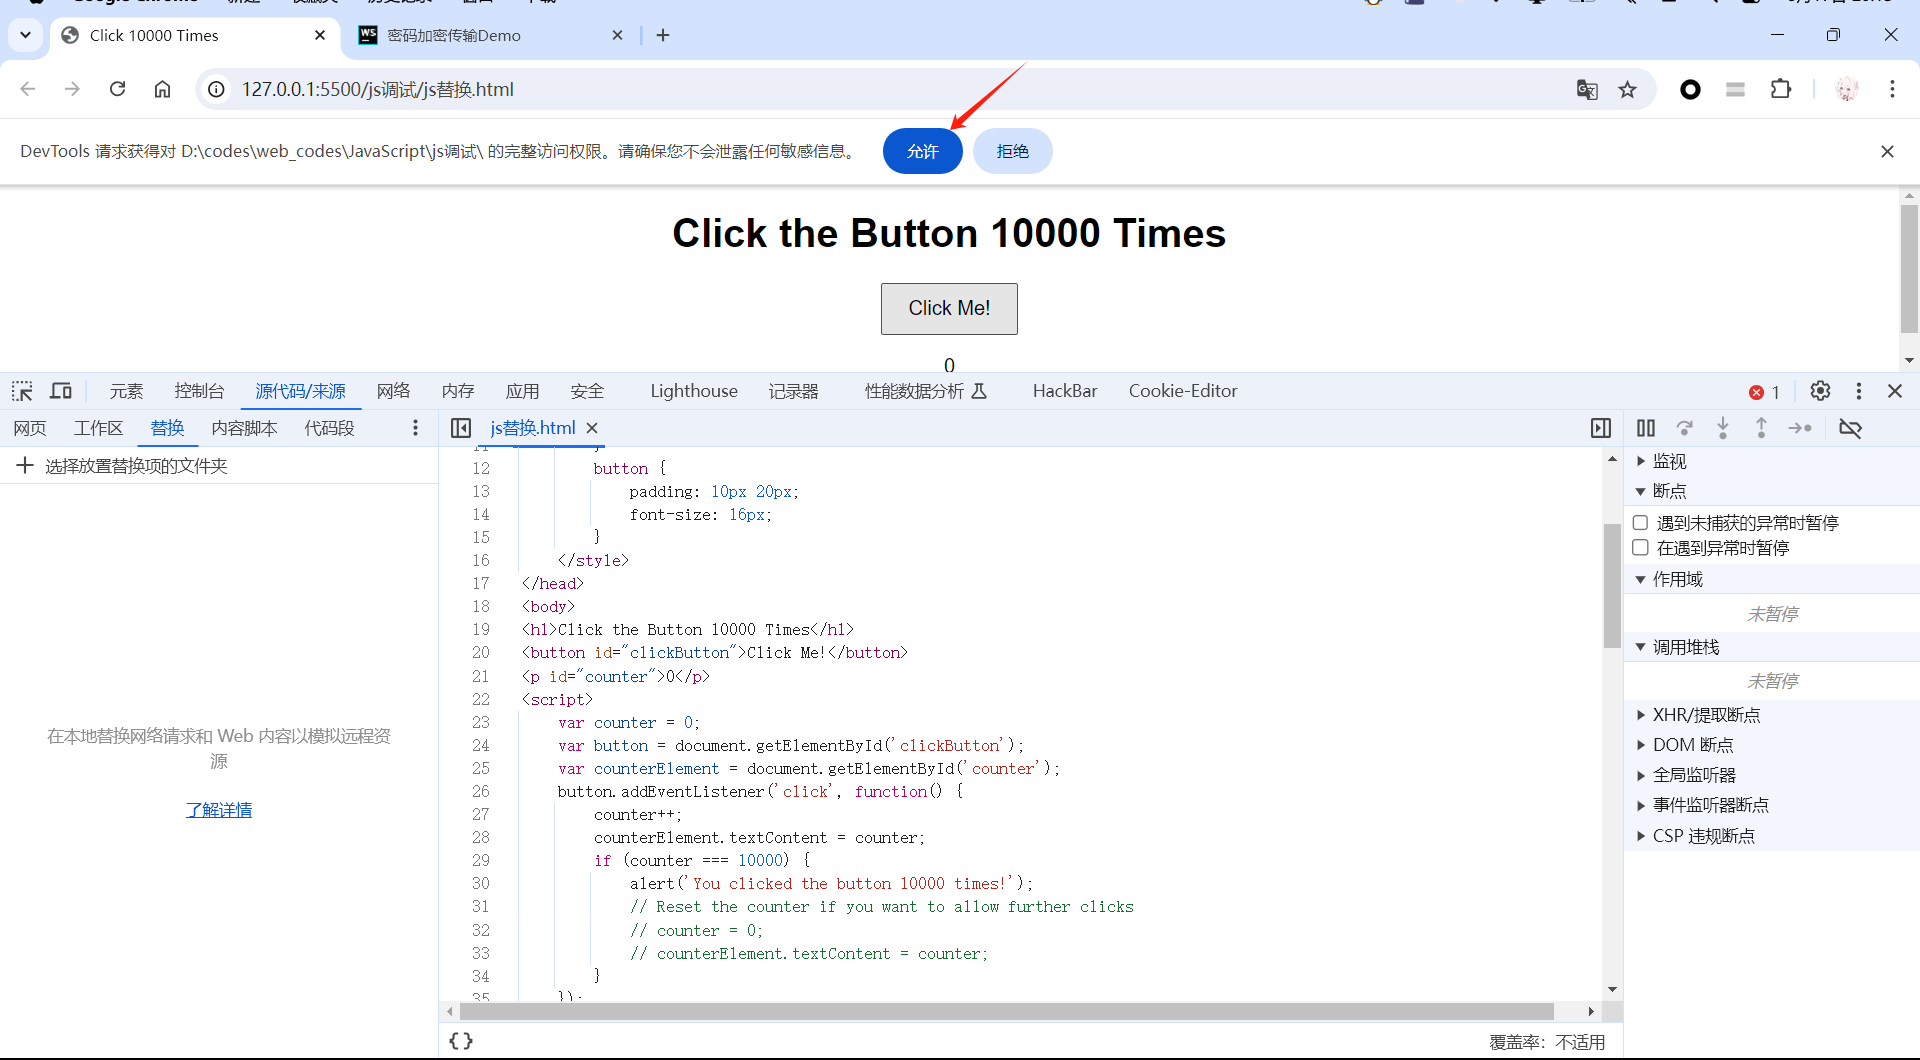 Google Chrome
Click 10000 Times
WS 密码加密传输Demo
127.0.0.1:5500/js调试/js替换.html
DevTools 请求获得对 D:\codes\web_codes\JavaScript\js调试\ 的完整访问权限。请确保您不会泄露任何敏感信息。 允许 拒绝
Click the Button 10000 Times
Click Me!
0
元素 控制台 源代码/来源 网络 内存 应用 安全 Lighthouse 记录器 性能数据分析 HackBar Cookie-Editor 1
网页 工作区 替换 内容脚本 代码段 js替换.html
选择放置替换项的文件夹
在本地替换网络请求和 Web 内容以模拟远程资
源
了解详情
11 }
12 button {
13 padding: 10px 20px;
14 font-size: 16px;
15 }
16 </style>
17 </head>
18 <body>
19 <h1>Click the Button 10000 Times</h1>
20 <button id="clickButton">Click Me!</button>
21 <p id="counter">0</p>
22 <script>
23 var counter = 0;
24 var button = document.getElementById('clickButton');
25 var counterElement = document.getElementById('counter');
26 button.addEventListener('click', function() {
27 counter++;
28 counterElement.textContent = counter;
29 if (counter === 10000) {
30 alert('You clicked the button 10000 times!');
31 // Reset the counter if you want to allow further clicks
32 // counter = 0;
33 // counterElement.textContent = counter;
34 }
35 });
{} 覆盖率：不适用
监视
断点
遇到未捕获的异常时暂停
在遇到异常时暂停
作用域
未暂停
调用堆栈
未暂停
XHR/提取断点
DOM 断点
全局监听器
事件监听器断点
CSP 违规断点